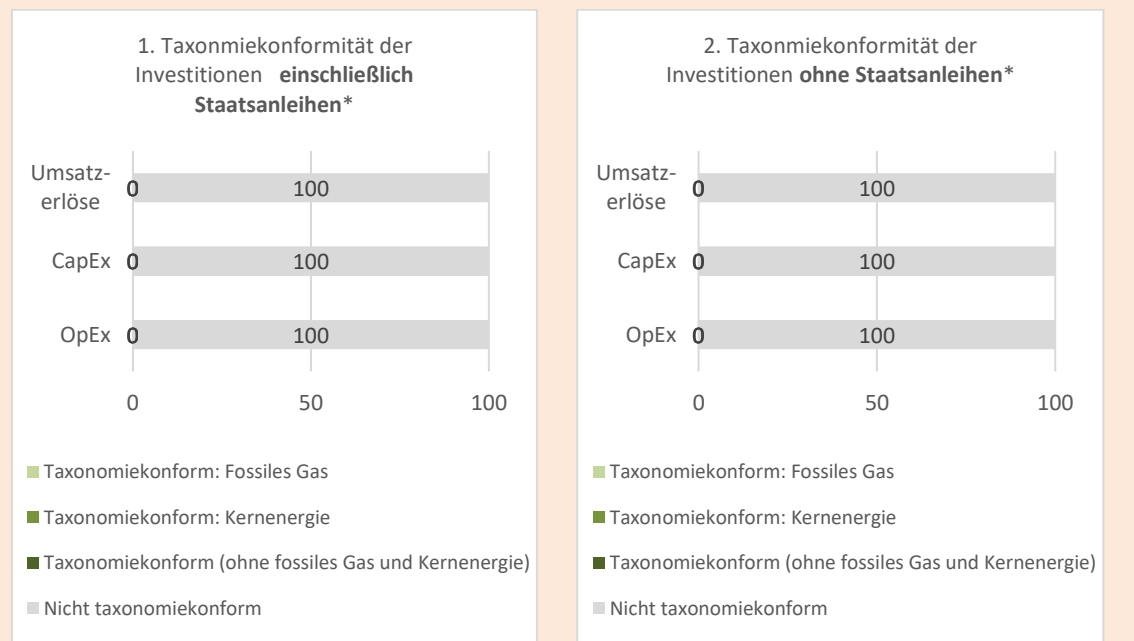 1. Taxonmiekonformität der
Investitionen einschließlich
Staatsanleihen*
Umsatz-
erlöse
0 100
CapEx 0 100
OpEx 0 100
0 50 100
Taxonomiekonform: Fossiles Gas
Taxonomiekonform: Kernenergie
Taxonomiekonform (ohne fossiles Gas und Kernenergie)
Nicht taxonomiekonform
2. Taxonmiekonformität der
Investitionen ohne Staatsanleihen*
Umsatz-
erlöse
0 100
CapEx 0 100
OpEx 0 100
0 50 100
Taxonomiekonform: Fossiles Gas
Taxonomiekonform: Kernenergie
Taxonomiekonform (ohne fossiles Gas und Kernenergie)
Nicht taxonomiekonform